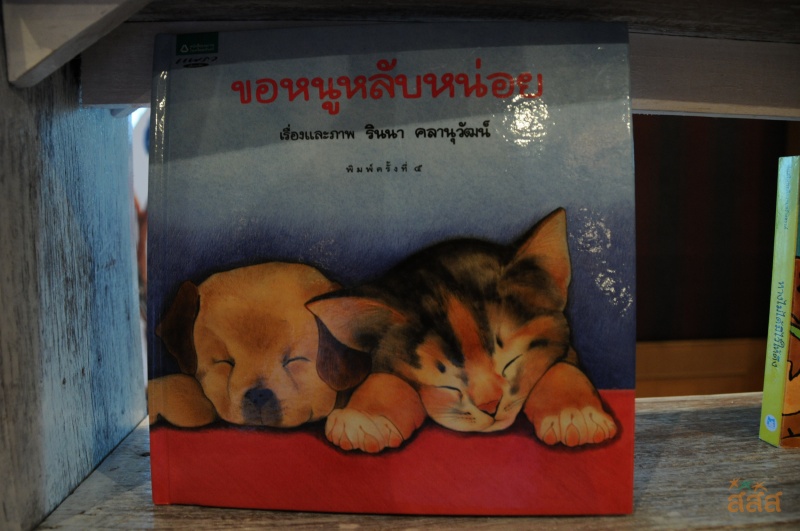 ขอหนูหลับหน่อย
เรื่องและภาพ รินนา คลานุวัฒน์
พิมพ์ครั้งที่ ๕
สสส